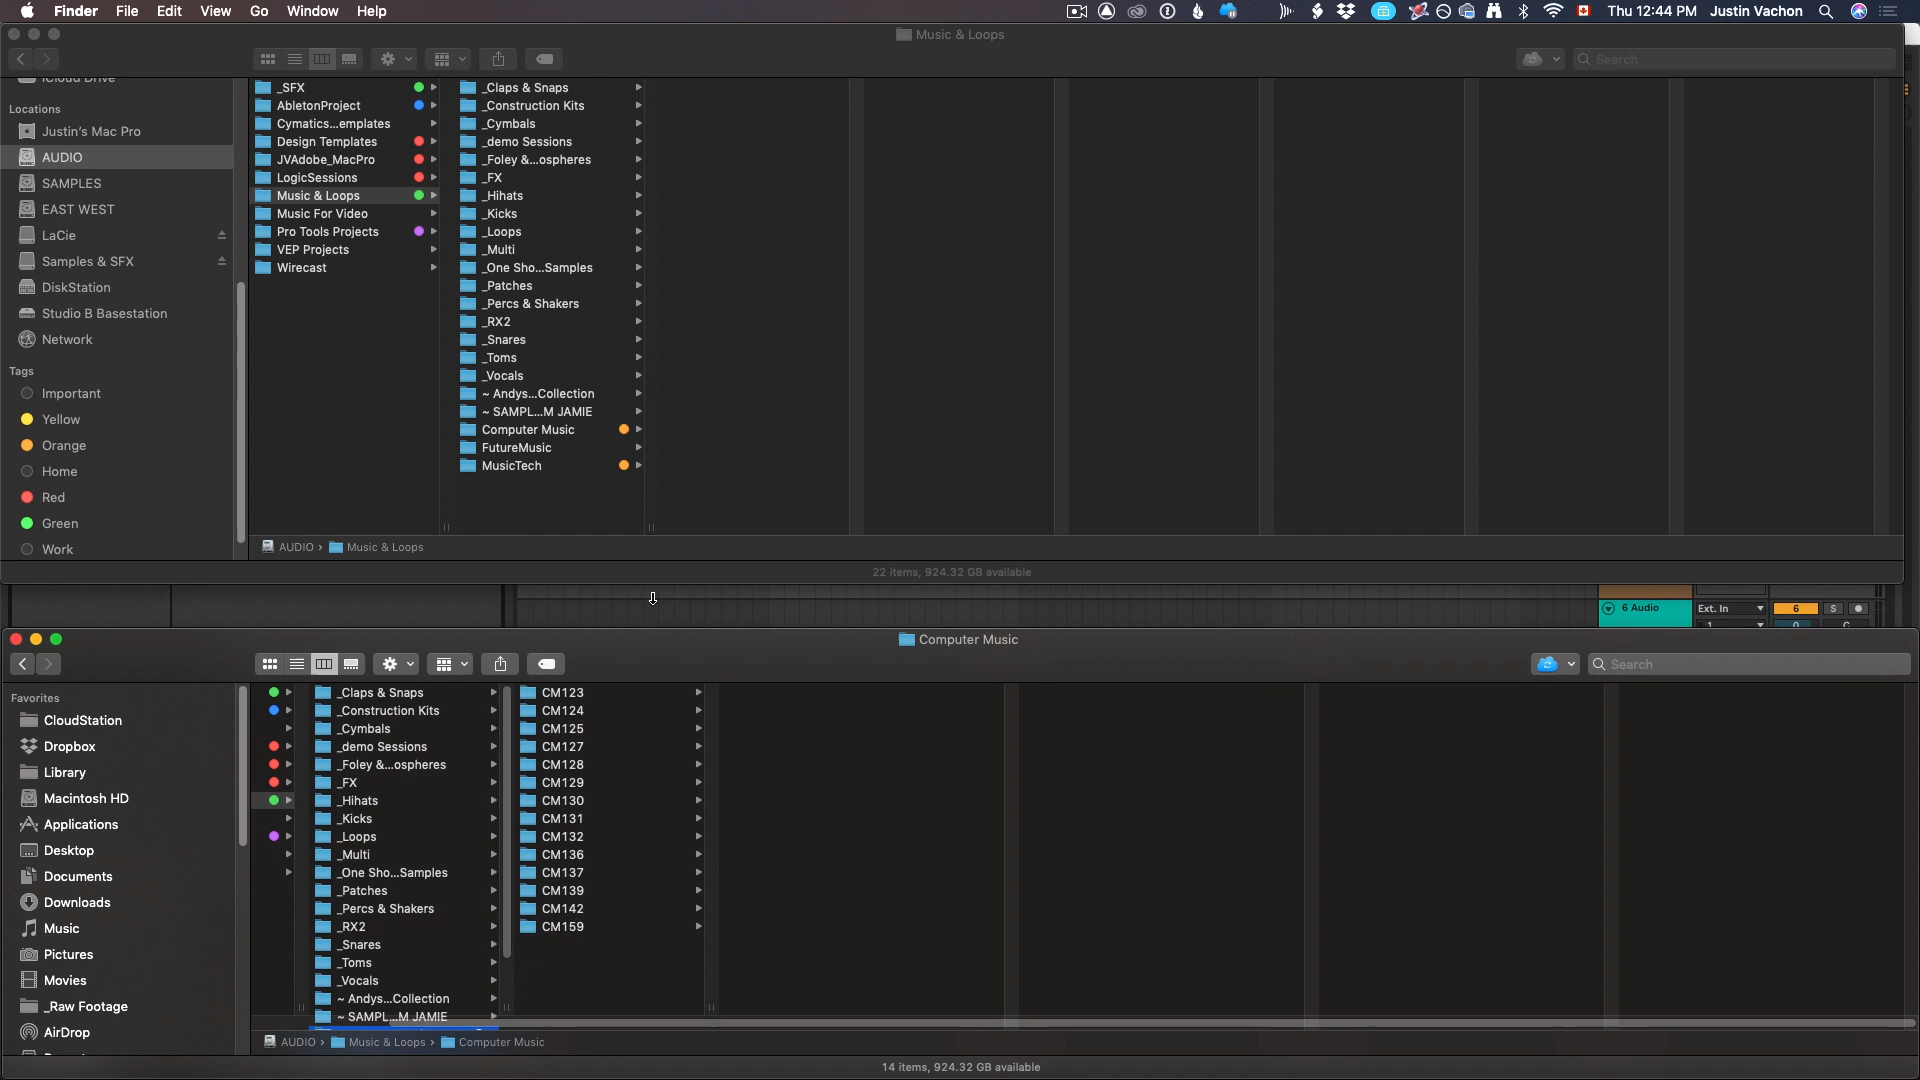 Finder File Edit View Go Window Help
Thu 12:44 PM Justin Vachon
Music & Loops
Search
iCloud Drive
Locations
Justin's Mac Pro
AUDIO
SAMPLES
EAST WEST
LaCie
Samples & SFX
DiskStation
Studio B Basestation
Network
Tags
Important
Yellow
Orange
Home
Red
Green
Work
_SFX
AbletonProject
Cymatics...emplates
Design Templates
JVAdobe_MacPro
LogicSessions
Music & Loops
Music For Video
Pro Tools Projects
VEP Projects
Wirecast
_Claps & Snaps
_Construction Kits
_Cymbals
_demo Sessions
_Foley &...ospheres
_FX
_Hihats
_Kicks
_Loops
_Multi
_One Sho...Samples
_Patches
_Percs & Shakers
_RX2
_Snares
_Toms
_Vocals
~ Andys...Collection
~ SAMPL...M JAMIE
Computer Music
FutureMusic
MusicTech
AUDIO › Music & Loops
22 items, 924.32 GB available
6 Audio Ext. In 6 S
1 0 C
Computer Music
Search
Favorites
CloudStation
Dropbox
Library
Macintosh HD
Applications
Desktop
Documents
Downloads
Music
Pictures
Movies
_Raw Footage
AirDrop
_Claps & Snaps
_Construction Kits
_Cymbals
_demo Sessions
_Foley &...ospheres
_FX
_Hihats
_Kicks
_Loops
_Multi
_One Sho...Samples
_Patches
_Percs & Shakers
_RX2
_Snares
_Toms
_Vocals
~ Andys...Collection
~ SAMPL...M JAMIE
CM123
CM124
CM125
CM127
CM128
CM129
CM130
CM131
CM132
CM136
CM137
CM139
CM142
CM159
AUDIO › Music & Loops › Computer Music
14 items, 924.32 GB available